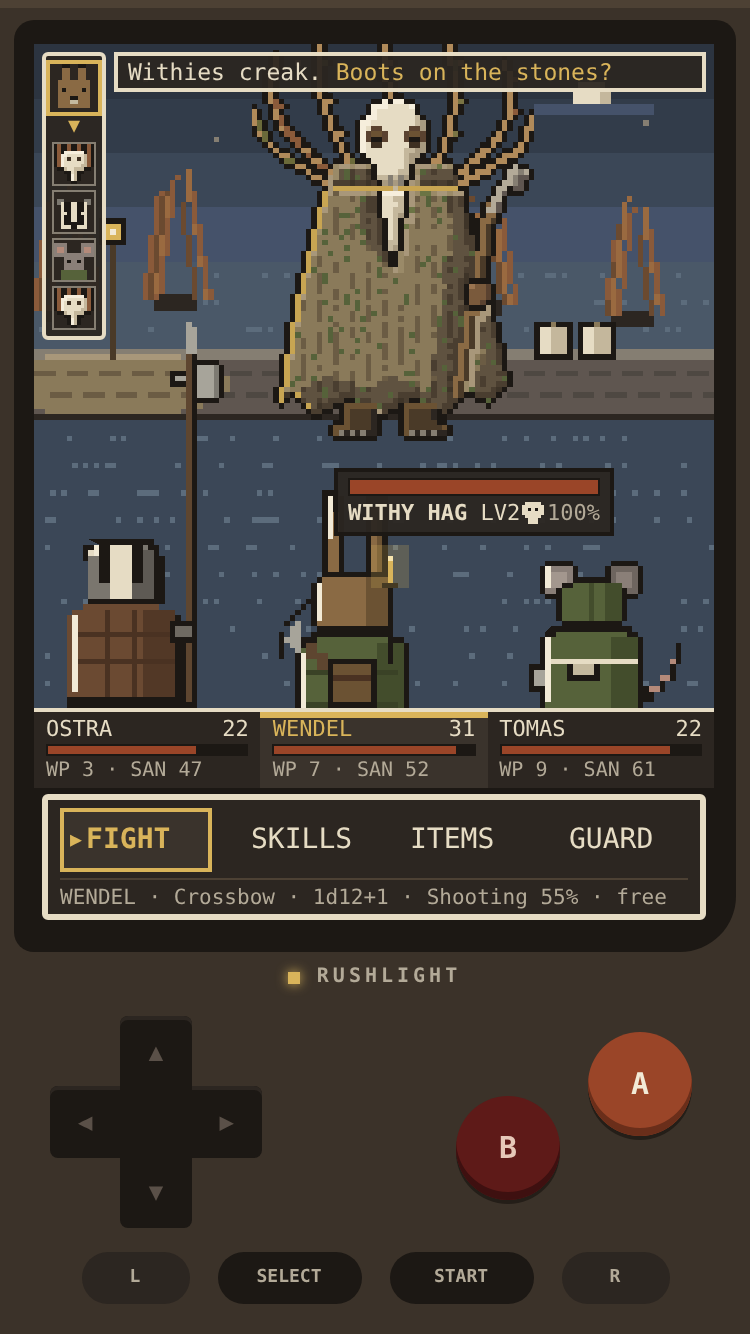 Withies creak. Boots on the stones?
WITHY HAG LV2 100%
OSTRA 22
WP 3 · SAN 47
WENDEL 31
WP 7 · SAN 52
TOMAS 22
WP 9 · SAN 61
▶FIGHT SKILLS ITEMS GUARD
WENDEL · Crossbow · 1d12+1 · Shooting 55% · free
RUSHLIGHT
A
B
L SELECT START R